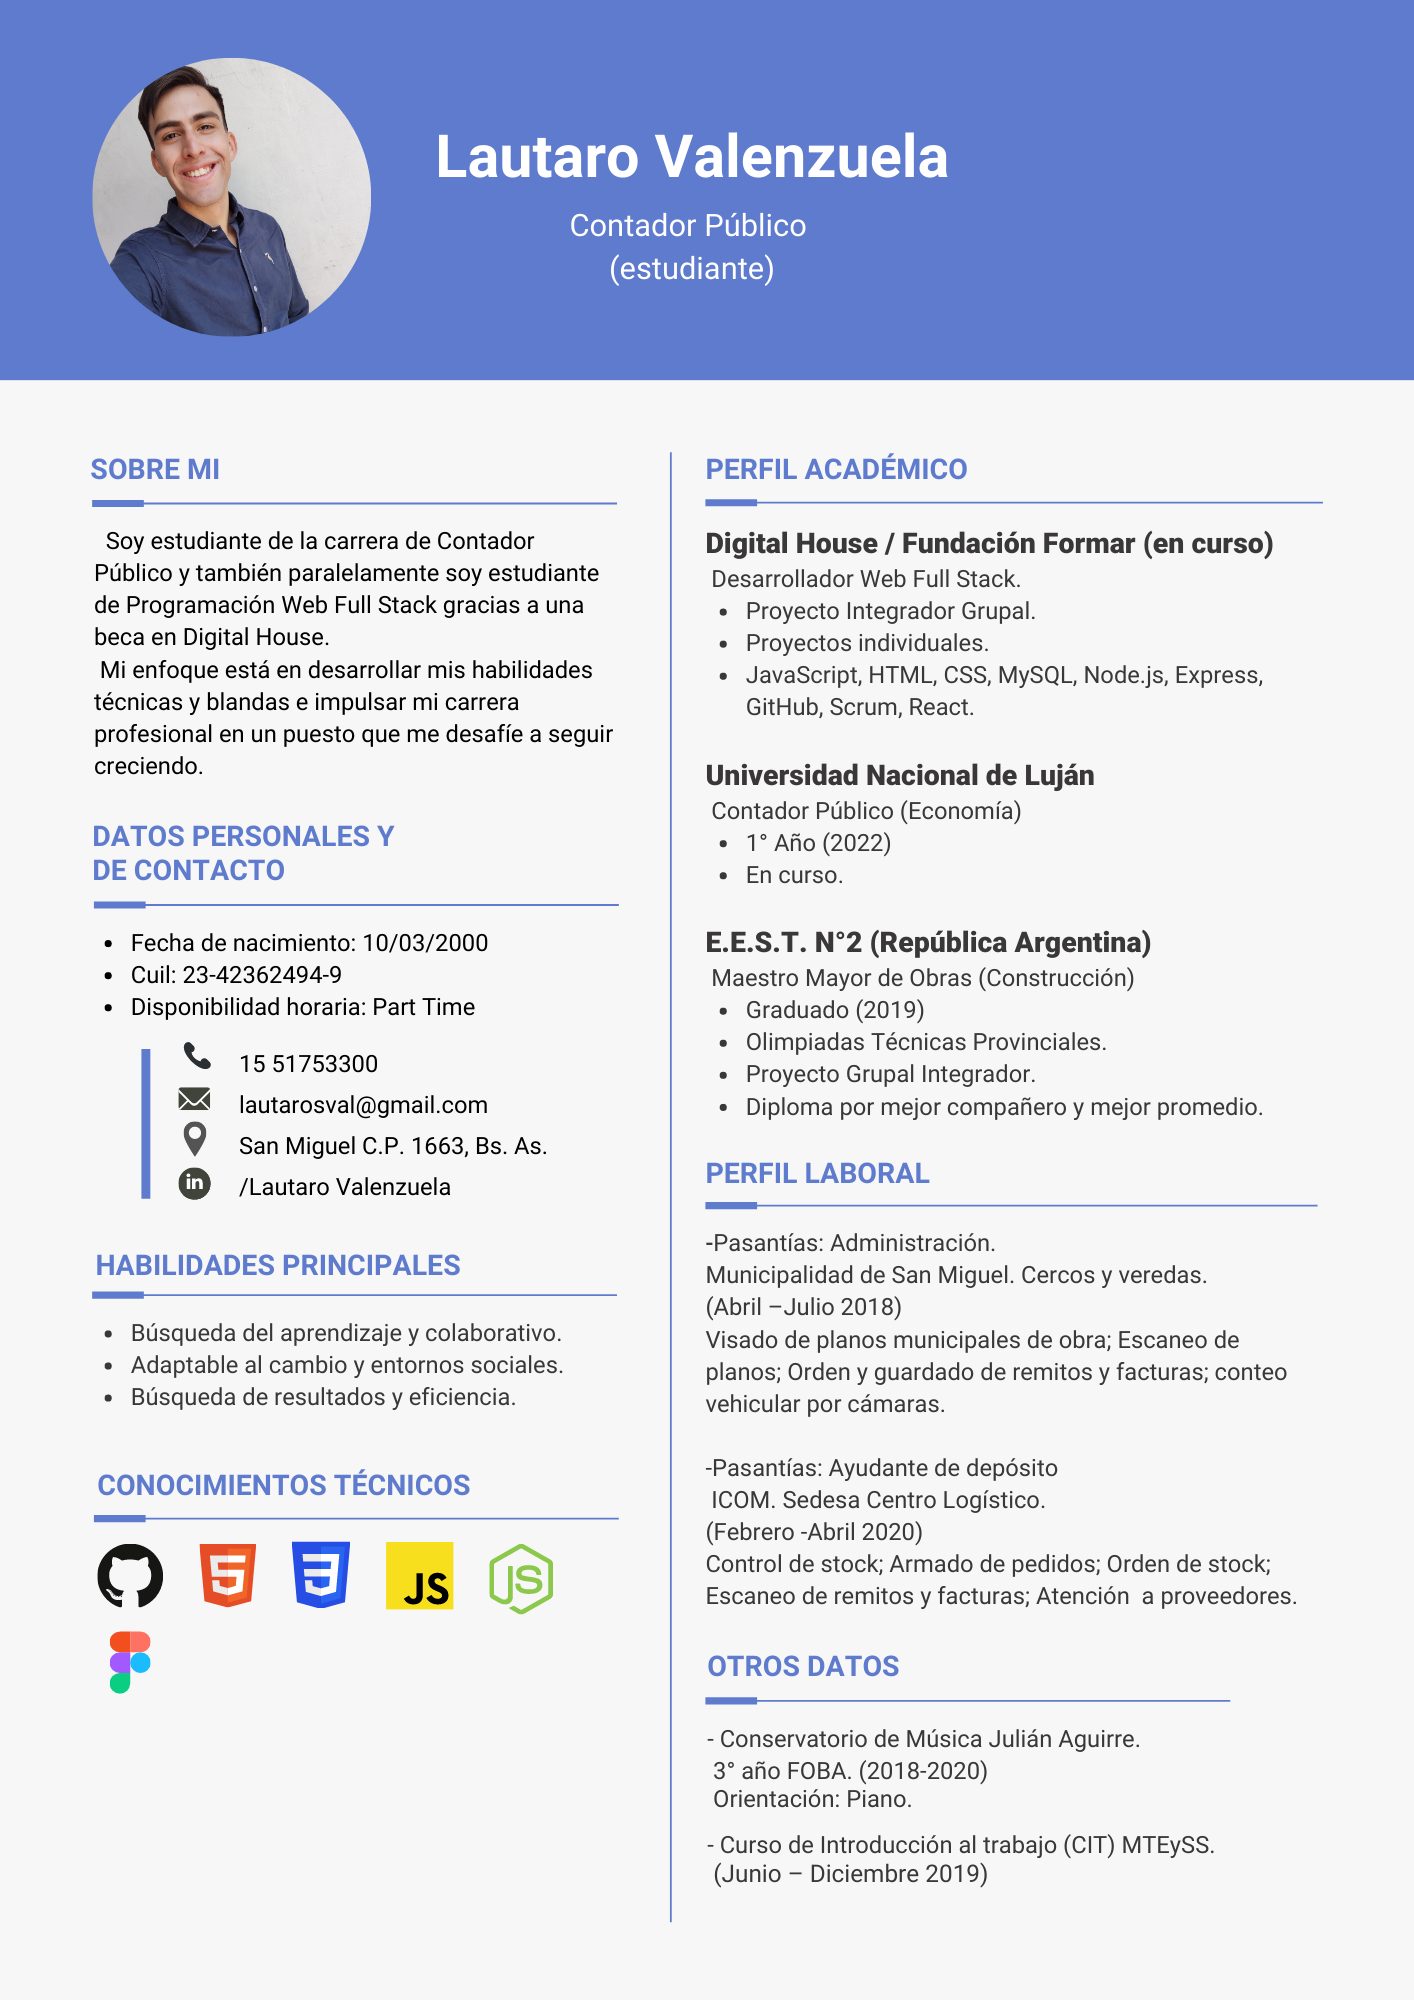 Lautaro Valenzuela
Contador Público
(estudiante)
SOBRE MI
Soy estudiante de la carrera de Contador
Público y también paralelamente soy estudiante
de Programación Web Full Stack gracias a una
beca en Digital House.
Mi enfoque está en desarrollar mis habilidades
técnicas y blandas e impulsar mi carrera
profesional en un puesto que me desafíe a seguir
creciendo.
DATOS PERSONALES Y
DE CONTACTO
• Fecha de nacimiento: 10/03/2000
• Cuil: 23-42362494-9
• Disponibilidad horaria: Part Time
15 51753300
lautarosval@gmail.com
San Miguel C.P. 1663, Bs. As.
in /Lautaro Valenzuela
HABILIDADES PRINCIPALES
• Búsqueda del aprendizaje y colaborativo.
• Adaptable al cambio y entornos sociales.
• Búsqueda de resultados y eficiencia.
CONOCIMIENTOS TÉCNICOS
5 3 JS JS
PERFIL ACADÉMICO
Digital House / Fundación Formar (en curso)
Desarrollador Web Full Stack.
• Proyecto Integrador Grupal.
• Proyectos individuales.
• JavaScript, HTML, CSS, MySQL, Node.js, Express,
GitHub, Scrum, React.
Universidad Nacional de Luján
Contador Público (Economía)
• 1° Año (2022)
• En curso.
E.E.S.T. N°2 (República Argentina)
Maestro Mayor de Obras (Construcción)
• Graduado (2019)
• Olimpiadas Técnicas Provinciales.
• Proyecto Grupal Integrador.
• Diploma por mejor compañero y mejor promedio.
PERFIL LABORAL
-Pasantías: Administración.
Municipalidad de San Miguel. Cercos y veredas.
(Abril –Julio 2018)
Visado de planos municipales de obra; Escaneo de
planos; Orden y guardado de remitos y facturas; conteo
vehicular por cámaras.
-Pasantías: Ayudante de depósito
ICOM. Sedesa Centro Logístico.
(Febrero -Abril 2020)
Control de stock; Armado de pedidos; Orden de stock;
Escaneo de remitos y facturas; Atención  a proveedores.
OTROS DATOS
- Conservatorio de Música Julián Aguirre.
3° año FOBA. (2018-2020)
Orientación: Piano.
- Curso de Introducción al trabajo (CIT) MTEySS.
(Junio – Diciembre 2019)